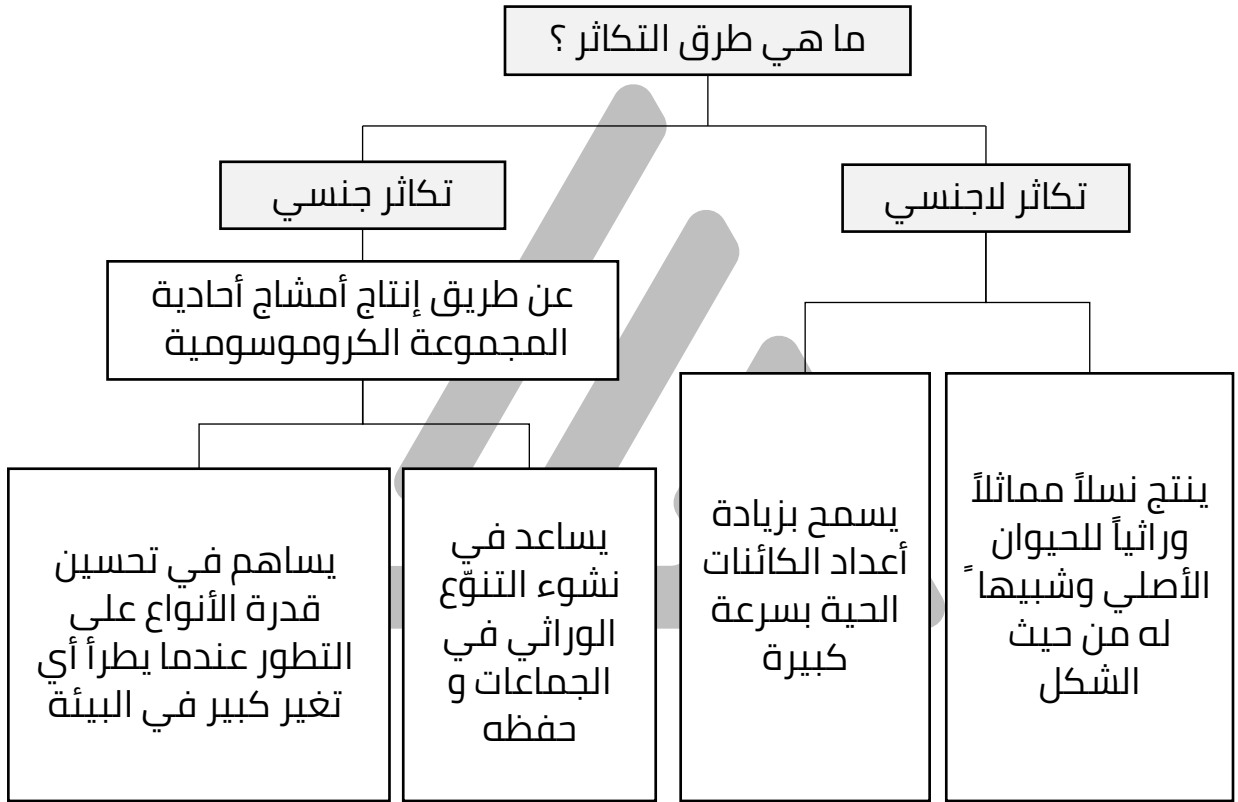 ما هي طرق التكاثر ؟
تكاثر لاجنسي
ينتج نسلاً مماثلاً
وراثياً للحيوان
الأصلي وشبيها ً
له من حيث
الشكل
يسمح بزيادة
أعداد الكائنات
الحية بسرعة
كبيرة
تكاثر جنسي
عن طريق إنتاج أمشاج أحادية
المجموعة الكروموسومية
يساعد في
نشوء التنوّع
الوراثي في
الجماعات و
حفظه
يساهم في تحسين
قدرة الأنواع على
التطور عندما يطرأ أي
تغير كبير في البيئة